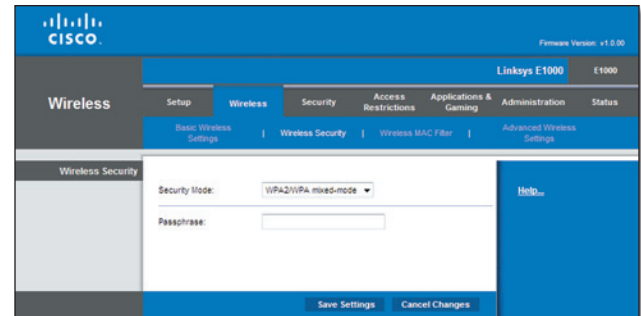 CISCO.
Firmware Version: v1.0.00
Linksys E1000 E1000
Wireless
Setup Wireless Security Access Restrictions Applications & Gaming Administration Status
Basic Wireless Settings | Wireless Security | Wireless MAC Filter | Advanced Wireless Settings
Wireless Security
Security Mode: WPA2/WPA mixed-mode
Help...
Passphrase:
Save Settings Cancel Changes